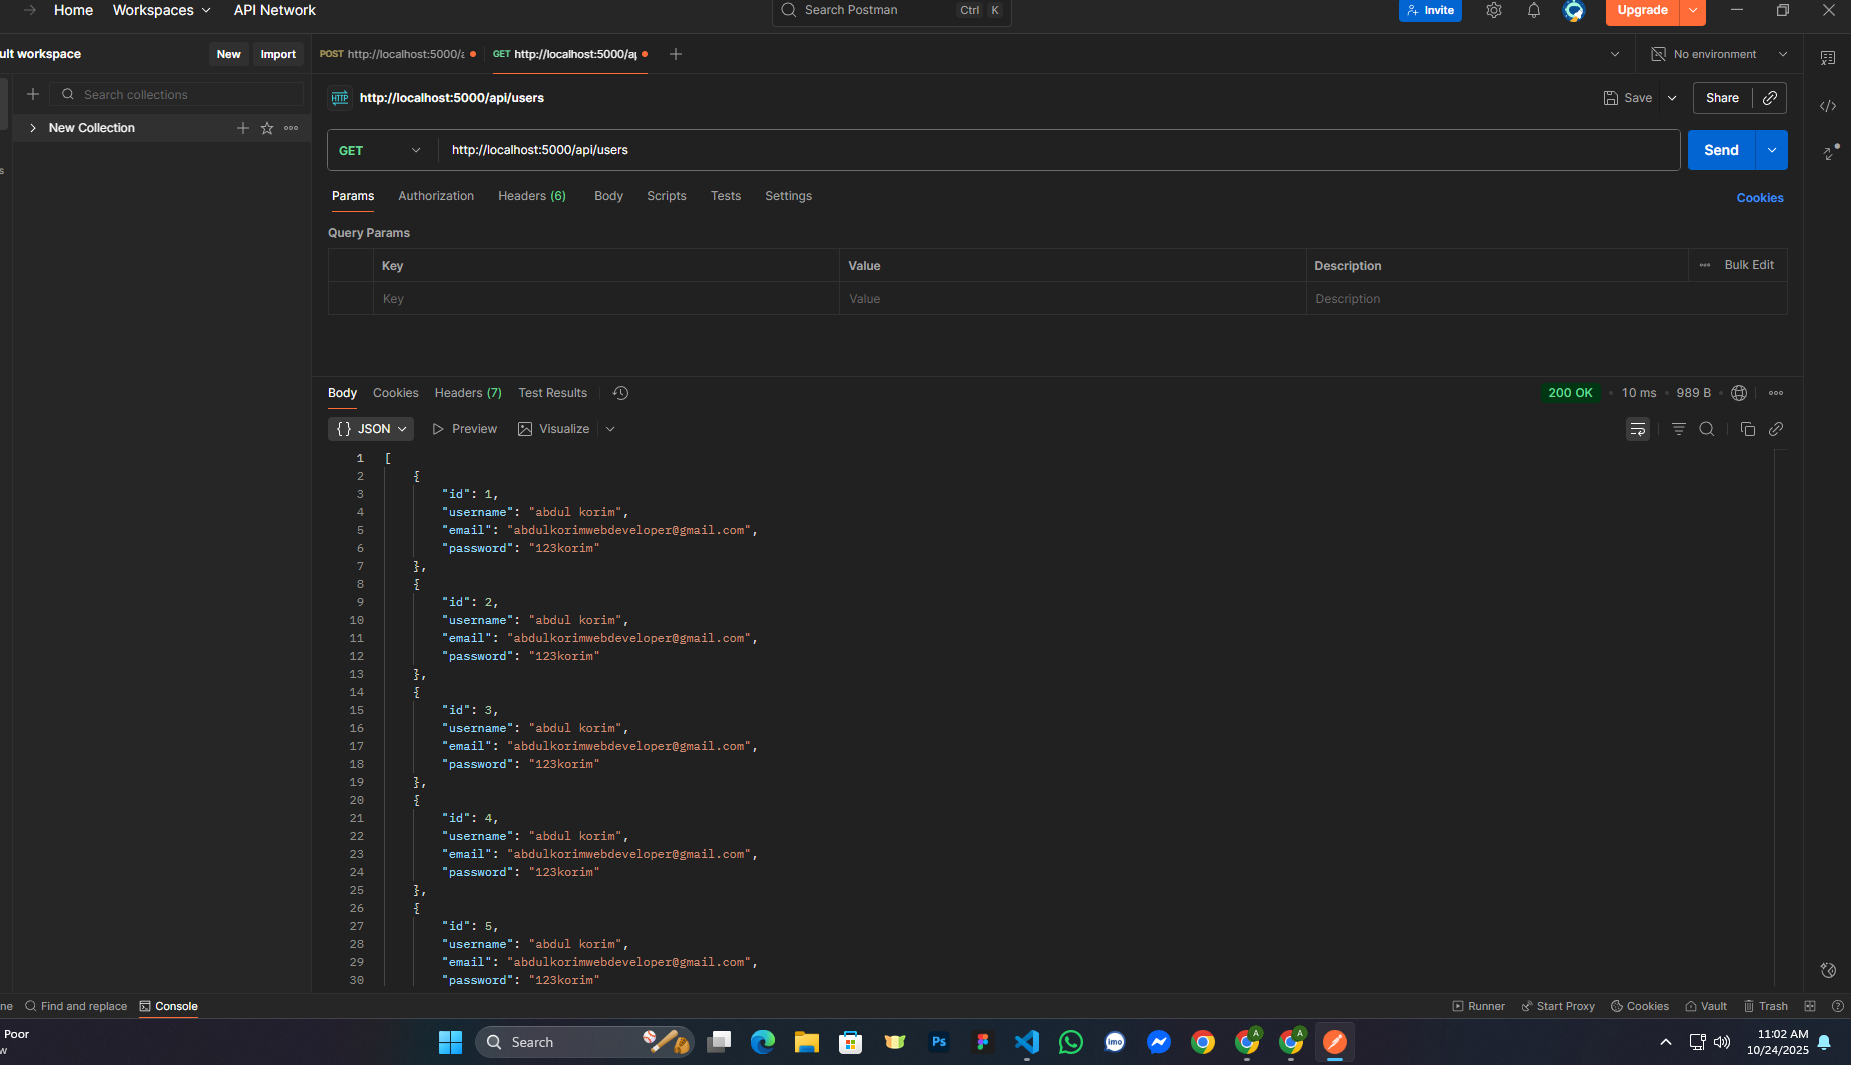 Home Workspaces API Network Search Postman Ctrl K Invite Upgrade
ult workspace New Import POST http://localhost:5000/a GET http://localhost:5000/ap No environment
Search collections HTTP http://localhost:5000/api/users Save Share
New Collection
GET http://localhost:5000/api/users Send
s
Params Authorization Headers (6) Body Scripts Tests Settings Cookies
Query Params
Key Value Description Bulk Edit
Key Value Description
Body Cookies Headers (7) Test Results 200 OK • 10 ms • 989 B
{} JSON Preview Visualize
1 [
2 {
3 "id": 1,
4 "username": "abdul korim",
5 "email": "abdulkorimwebdeveloper@gmail.com",
6 "password": "123korim"
7 },
8 {
9 "id": 2,
10 "username": "abdul korim",
11 "email": "abdulkorimwebdeveloper@gmail.com",
12 "password": "123korim"
13 },
14 {
15 "id": 3,
16 "username": "abdul korim",
17 "email": "abdulkorimwebdeveloper@gmail.com",
18 "password": "123korim"
19 },
20 {
21 "id": 4,
22 "username": "abdul korim",
23 "email": "abdulkorimwebdeveloper@gmail.com",
24 "password": "123korim"
25 },
26 {
27 "id": 5,
28 "username": "abdul korim",
29 "email": "abdulkorimwebdeveloper@gmail.com",
30 "password": "123korim"
ne Find and replace Console Runner Start Proxy Cookies Vault Trash
Poor
w
Search Ps imo A A
11:02 AM
10/24/2025